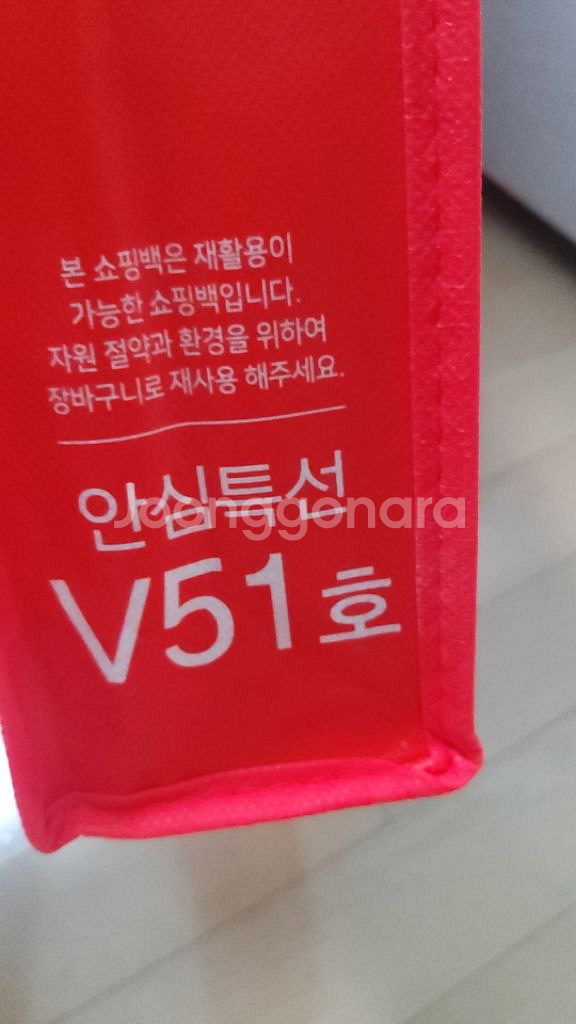 본 쇼핑백은 재활용이
가능한 쇼핑백입니다.
자원 절약과 환경을 위하여
장바구니로 재사용 해주세요.
안심특선
Joonggonara
V51호